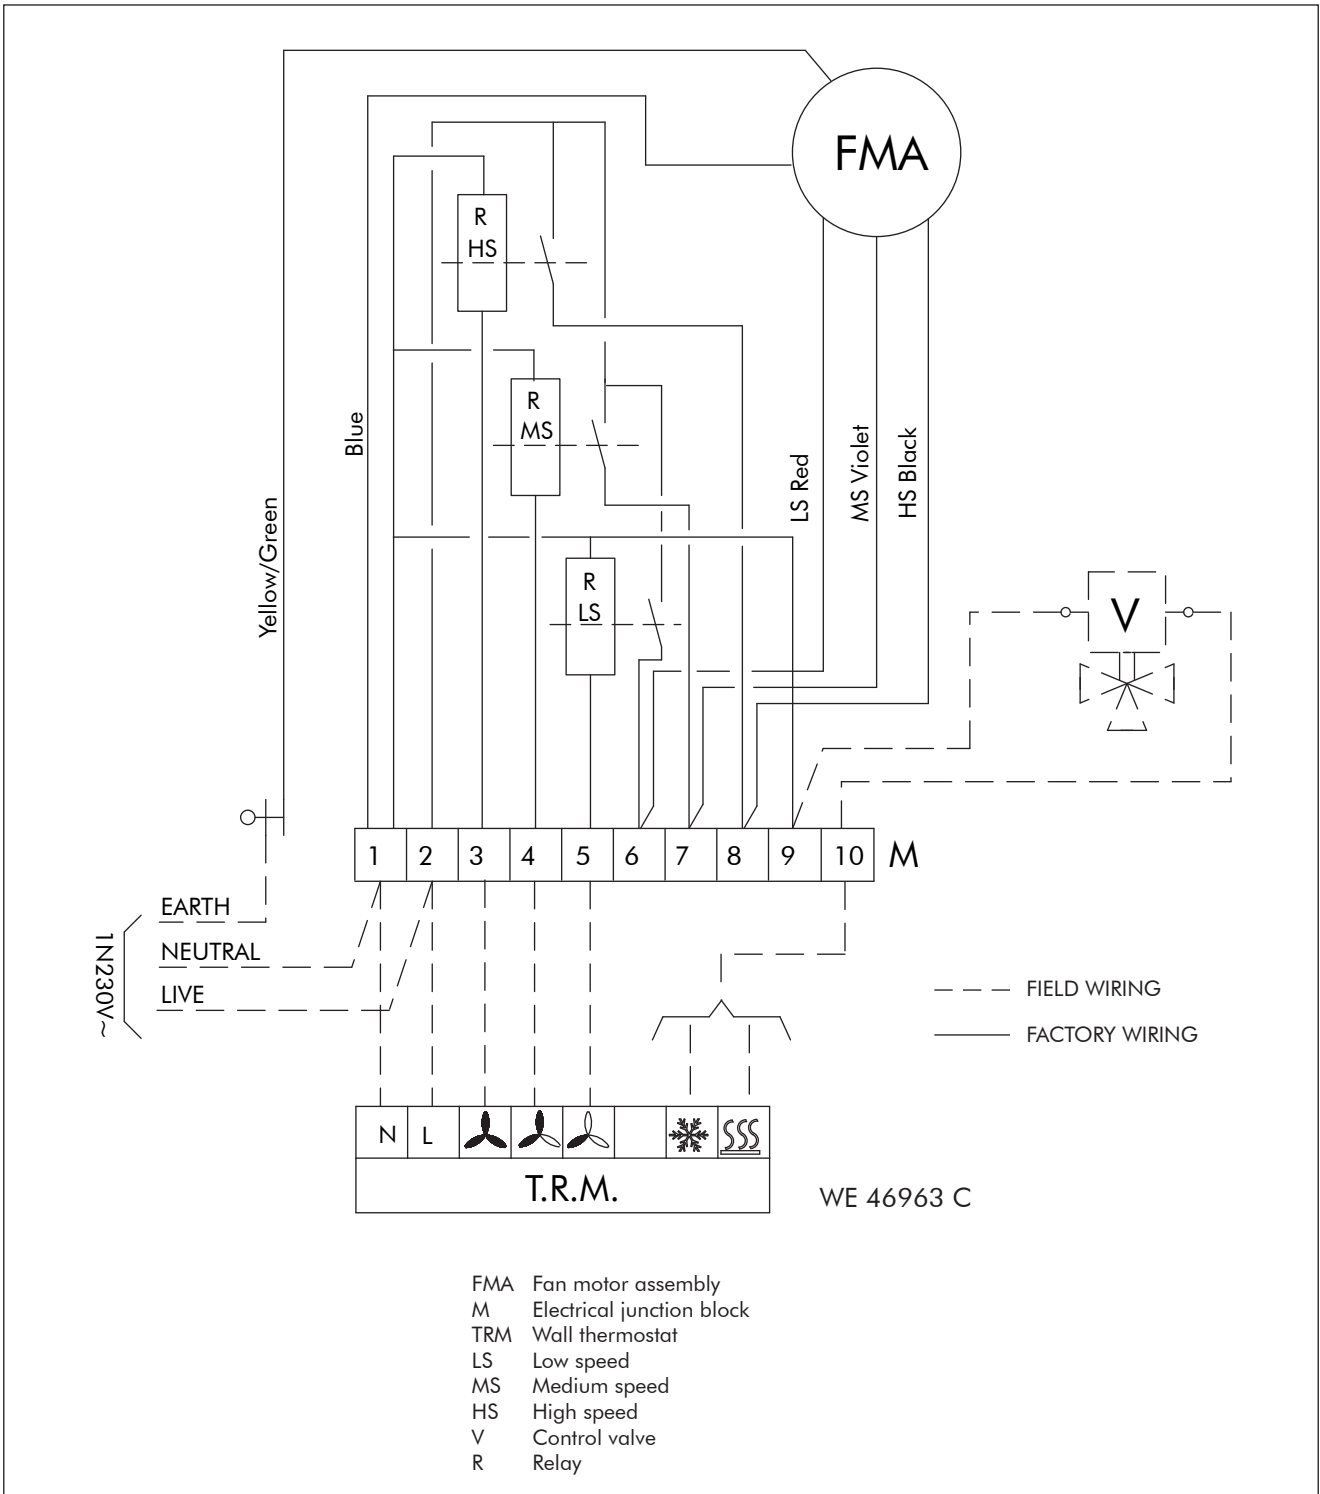 FMA
R
HS
R
MS
R
LS
Blue
Yellow/Green
LS Red
MS Violet
HS Black
V
1 2 3 4 5 6 7 8 9 10 M
EARTH
NEUTRAL
LIVE
1N230V~
FIELD WIRING
FACTORY WIRING
N L
T.R.M.
WE 46963 C
FMA Fan motor assembly
M Electrical junction block
TRM Wall thermostat
LS Low speed
MS Medium speed
HS High speed
V Control valve
R Relay